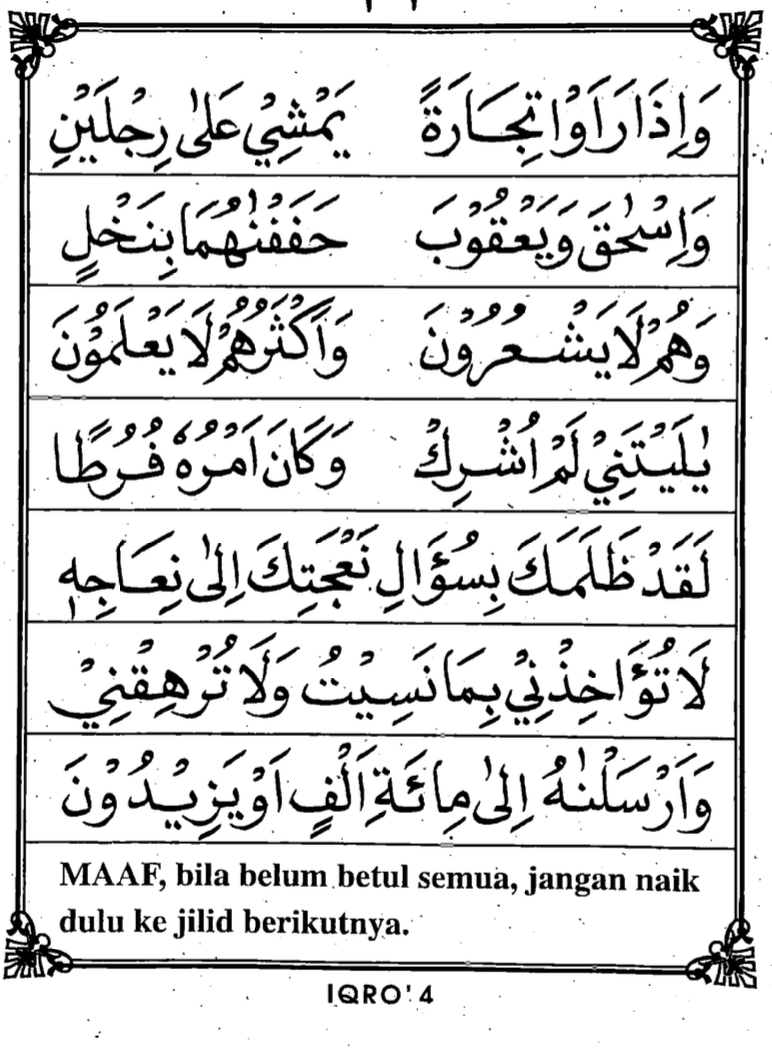 وَاِذَا رَاَوْا تِجَارَةً   يَمْشِيْ عَلٰى رِجْلَيْنِ
وَاِسْحٰقَ وَيَعْقُوْبَ   حَفَفْنٰهُمَا بِنَخْلٍ
وَهُمْ لَا يَشْعُرُوْنَ   وَاَكْثَرُهُمْ لَا يَعْلَمُوْنَ
يٰلَيْتَنِيْ لَمْ اُشْرِكْ   وَكَانَ اَمْرُهٗ فُرُطًا
لَقَدْ ظَلَمَكَ بِسُؤَالِ نَعْجَتِكَ اِلٰى نِعَاجِهٖ
لَا تُؤَاخِذْنِيْ بِمَا نَسِيْتُ وَلَا تُرْهِقْنِيْ
وَاَرْسَلْنٰهُ اِلٰى مِائَةِ اَلْفٍ اَوْ يَزِيْدُوْنَ
MAAF, bila belum betul semua, jangan naik
dulu ke jilid berikutnya.
IQRO' 4